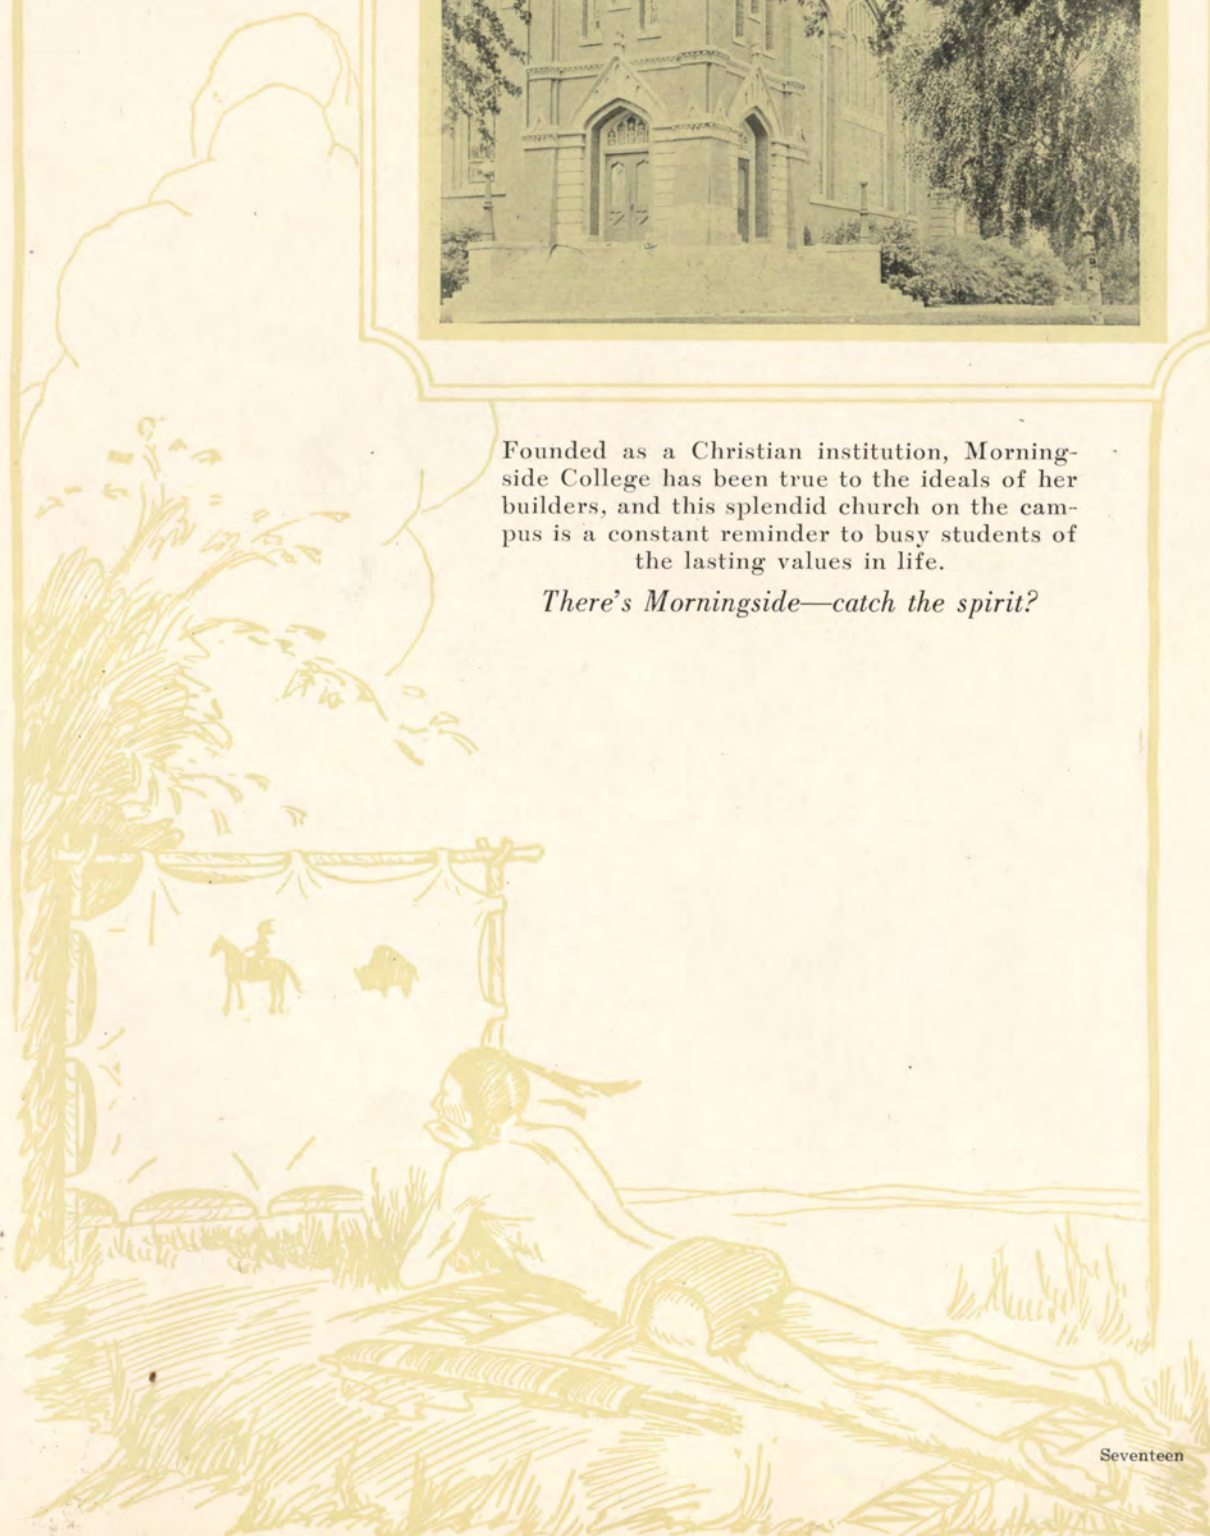 Founded as a Christian institution, Morning-
side College has been true to the ideals of her
builders, and this splendid church on the cam-
pus is a constant reminder to busy students of
the lasting values in life.
There's Morningside—catch the spirit?
Seventeen